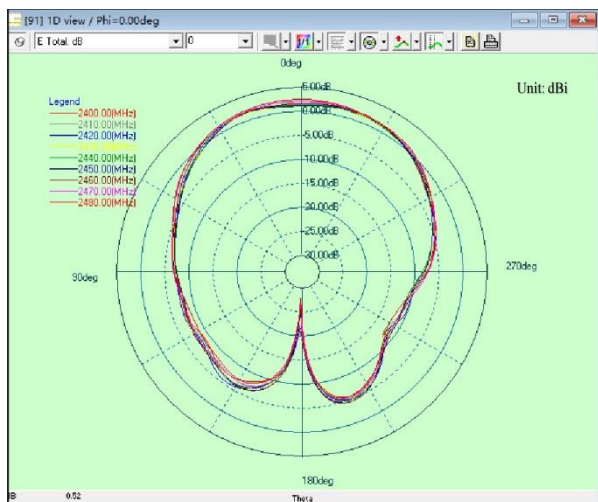 [91] 1D view / Phi=0.00deg
E Total. dB
0
0deg
Unit: dBi
5.00dB
Legend
2400.00(MHz)
0.00dB
2410.00(MHz)
2420.00(MHz)
-5.00dB
2440.00(MHz)
-10.00dB
2450.00(MHz)
2460.00(MHz)
-15.00dB
2470.00(MHz)
2480.00(MHz)
-20.00dB
-25.00dB
-30.00dB
90deg
270deg
180deg
0.52
Theta